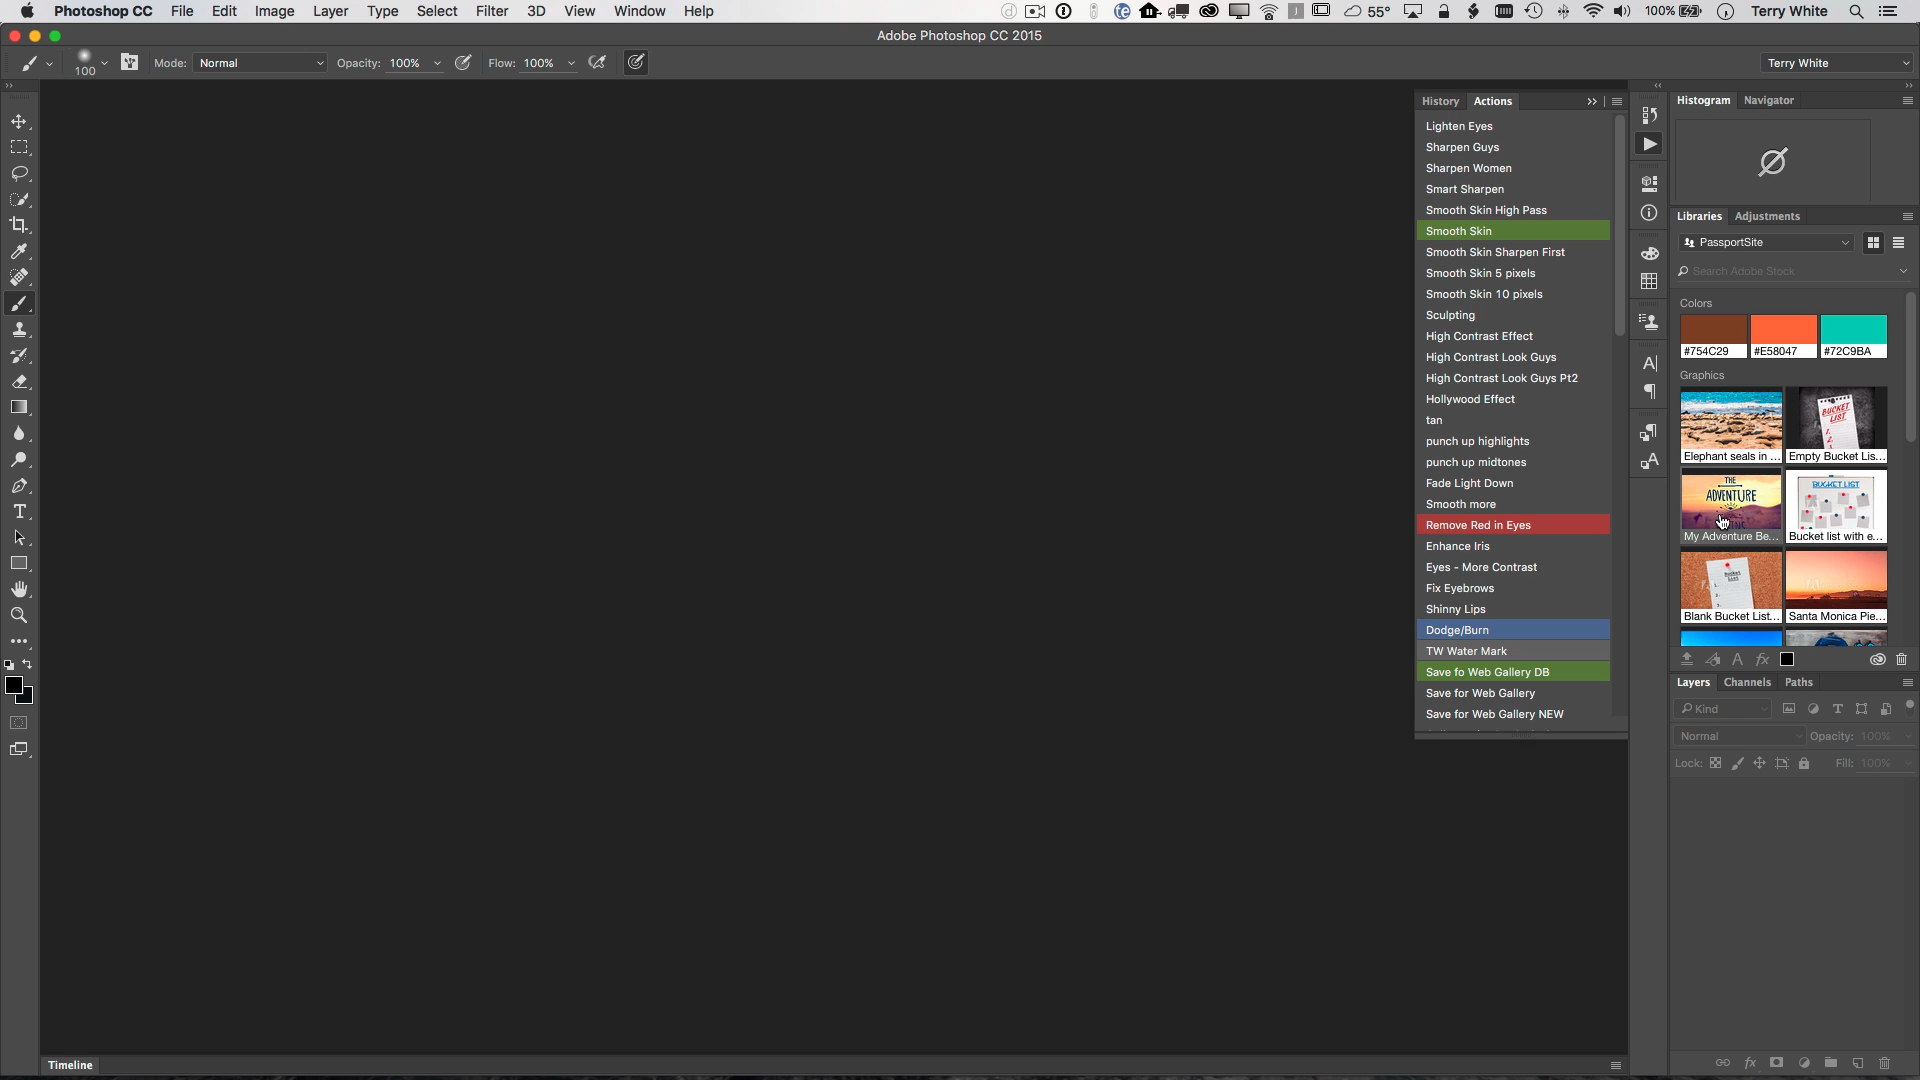 Photoshop CC File Edit Image Layer Type Select Filter 3D View Window Help 55° 100% Terry White
Adobe Photoshop CC 2015
100 Mode: Normal Opacity: 100% Flow: 100% Terry White
History Actions
Lighten Eyes
Sharpen Guys
Sharpen Women
Smart Sharpen
Smooth Skin High Pass
Smooth Skin
Smooth Skin Sharpen First
Smooth Skin 5 pixels
Smooth Skin 10 pixels
Sculpting
High Contrast Effect
High Contrast Look Guys
High Contrast Look Guys Pt2
Hollywood Effect
tan
punch up highlights
punch up midtones
Fade Light Down
Smooth more
Remove Red in Eyes
Enhance Iris
Eyes - More Contrast
Fix Eyebrows
Shinny Lips
Dodge/Burn
TW Water Mark
Save fo Web Gallery DB
Save for Web Gallery
Save for Web Gallery NEW
Histogram Navigator
Libraries Adjustments
PassportSite
Search Adobe Stock
Colors
#754C29 #E58047 #72C9BA
Graphics
BUCKET
LIST
1.
2.
Elephant seals in ... Empty Bucket Lis...
THE
ADVENTURE
BUCKET LIST
My Adventure Be... Bucket list with e...
Bucket
List
Blank Bucket List... Santa Monica Pie...
Layers Channels Paths
Kind
Normal Opacity: 100%
Lock: Fill: 100%
Timeline